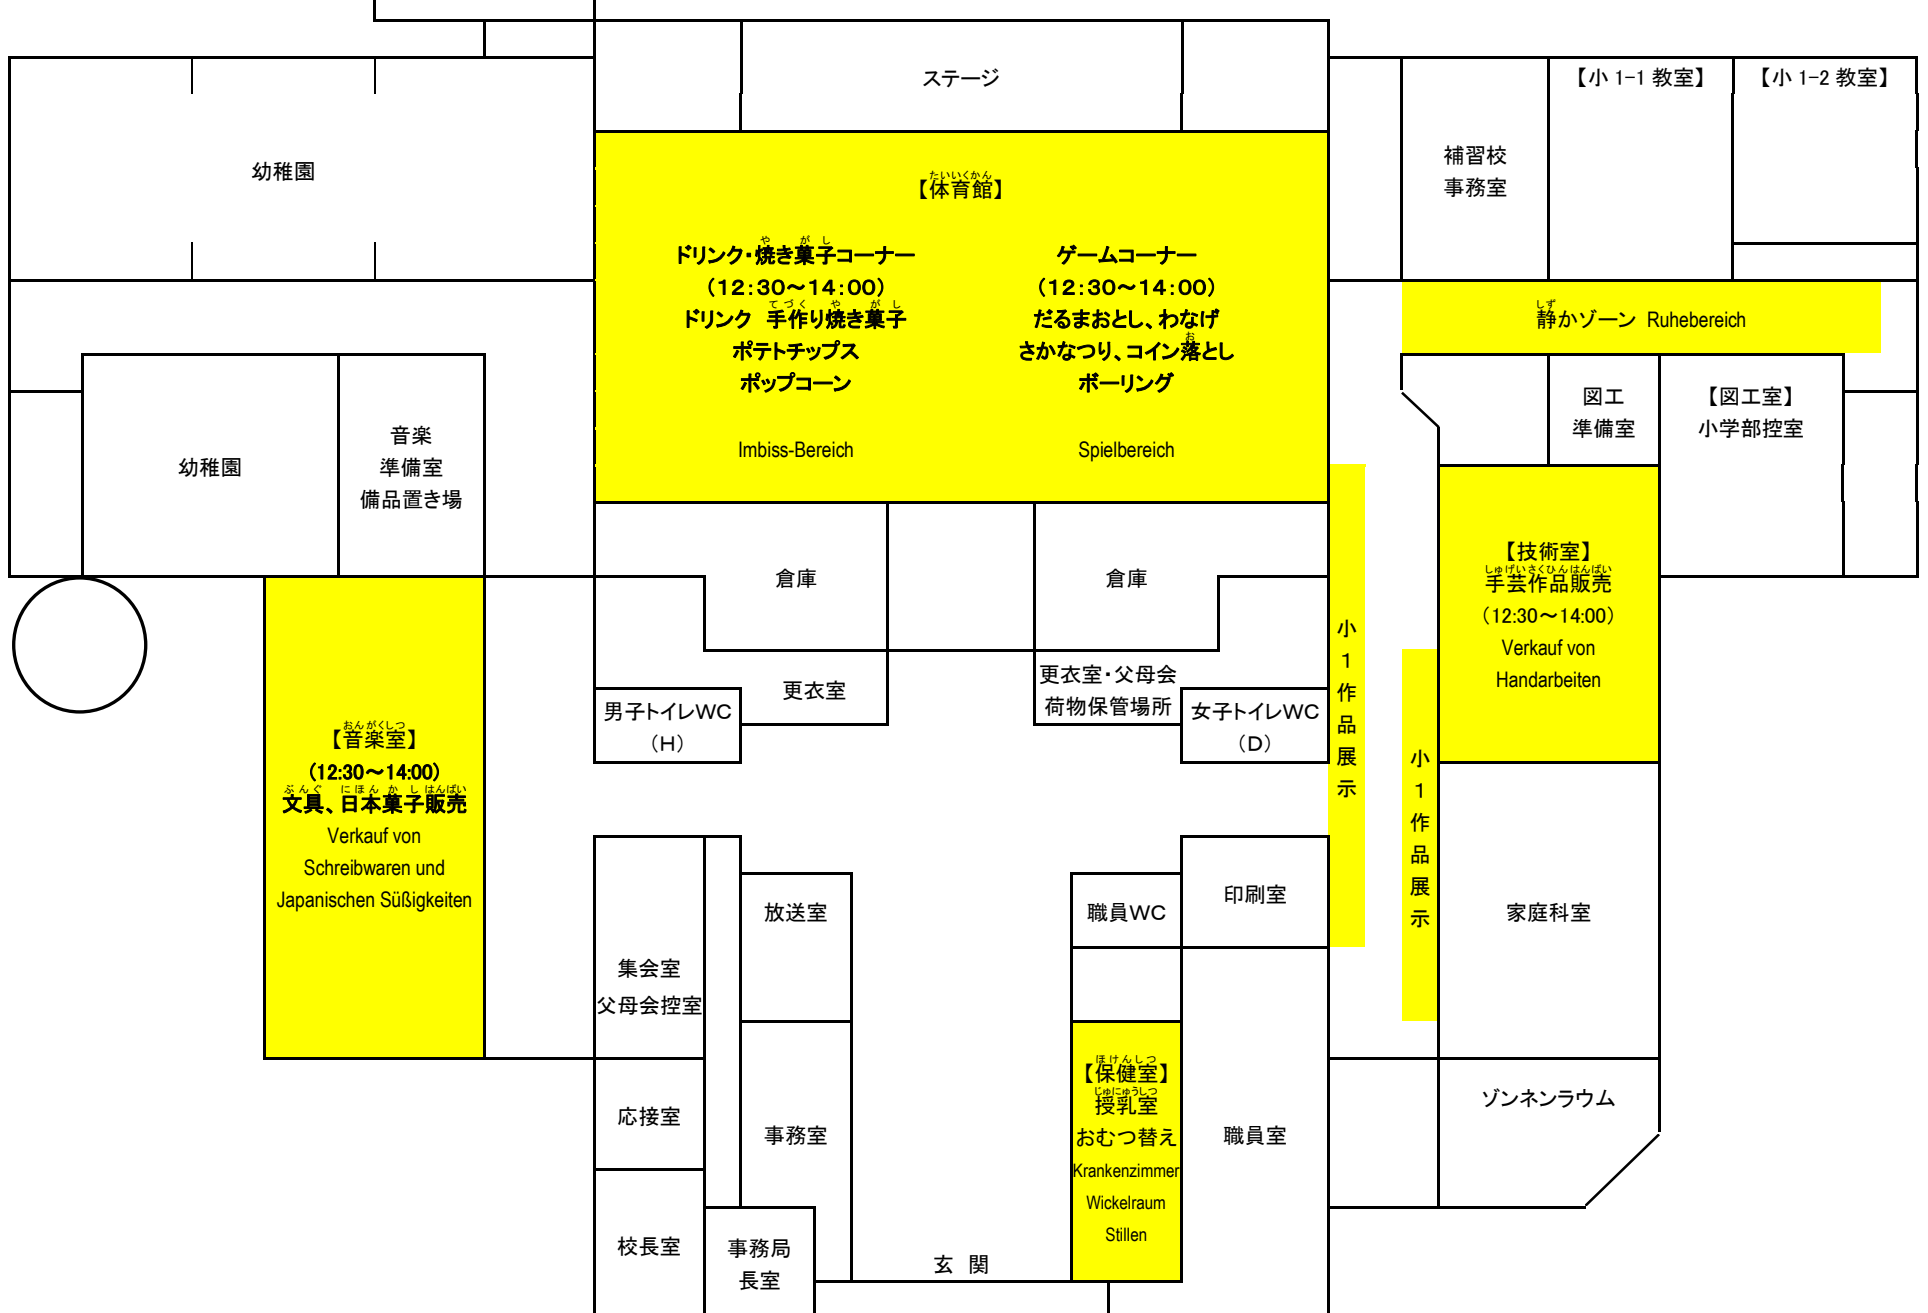 ステージ
【小 1-1 教室】
【小 1-2 教室】
幼稚園
補習校
事務室
たいいくかん
【体育館】
や が し
ドリンク・焼き菓子コーナー
(12:30～14:00)
てづく や が し
ドリンク 手作り焼き菓子
ポテトチップス
ポップコーン
Imbiss-Bereich
ゲームコーナー
(12:30～14:00)
だるまおとし、わなげ
お
さかなつり、コイン落とし
ボーリング
Spielbereich
しず
静かゾーン Ruhebereich
幼稚園
音楽
準備室
備品置き場
図工
準備室
【図工室】
小学部控室
倉庫
倉庫
【技術室】
しゅげいさくひんはんばい
手芸作品販売
(12:30～14:00)
Verkauf von
Handarbeiten
更衣室
更衣室・父母会
荷物保管場所
男子トイレWC
(H)
女子トイレWC
(D)
小1作品展示
小1作品展示
おんがくしつ
【音楽室】
(12:30～14:00)
ぶんぐ にほん か し はんばい
文具、日本菓子販売
Verkauf von
Schreibwaren und
Japanischen Süßigkeiten
放送室
職員WC
印刷室
家庭科室
集会室
父母会控室
ほけんしつ
【保健室】
じゅにゅうしつ
授乳室
おむつ替え
Krankenzimmer
Wickelraum
Stillen
ゾンネンラウム
応接室
事務室
職員室
校長室
事務局
長室
玄 関